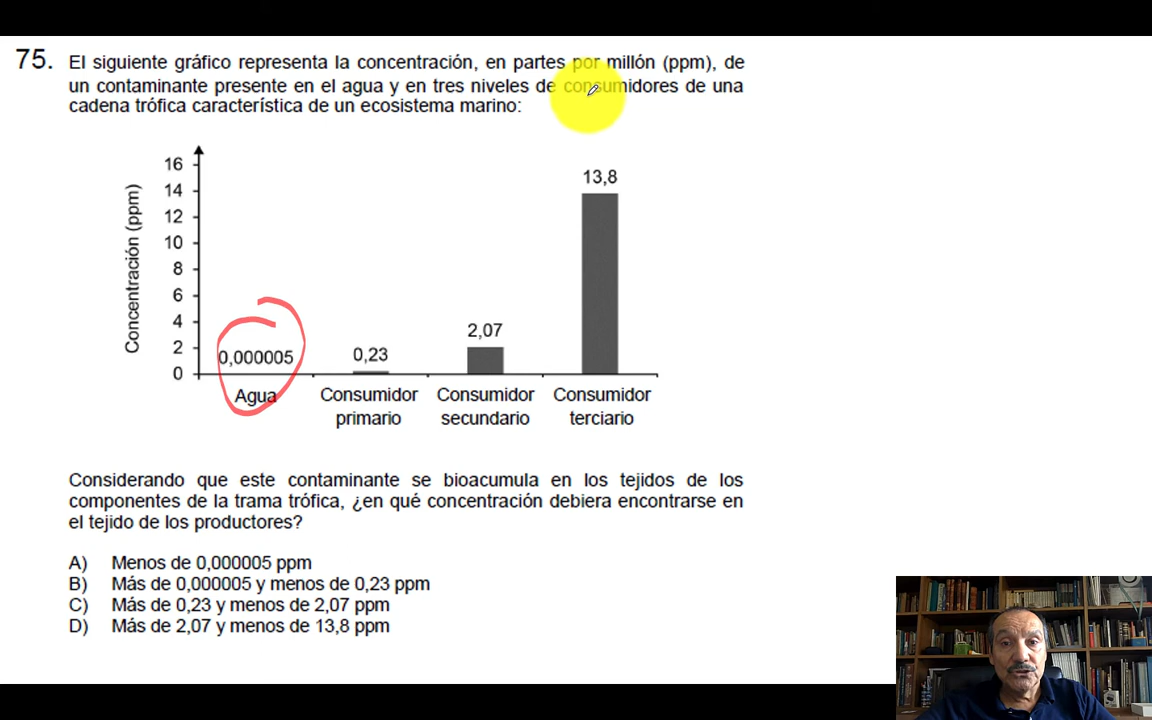 75. El siguiente gráfico representa la concentración, en partes por millón (ppm), de
un contaminante presente en el agua y en tres niveles de consumidores de una
cadena trófica característica de un ecosistema marino:
Concentración (ppm)
16
14
12
10
8
6
4
2
0
0,000005
0,23
2,07
13,8
Agua
Consumidor
primario
Consumidor
secundario
Consumidor
terciario
Considerando que este contaminante se bioacumula en los tejidos de los
componentes de la trama trófica, ¿en qué concentración debiera encontrarse en
el tejido de los productores?
A) Menos de 0,000005 ppm
B) Más de 0,000005 y menos de 0,23 ppm
C) Más de 0,23 y menos de 2,07 ppm
D) Más de 2,07 y menos de 13,8 ppm